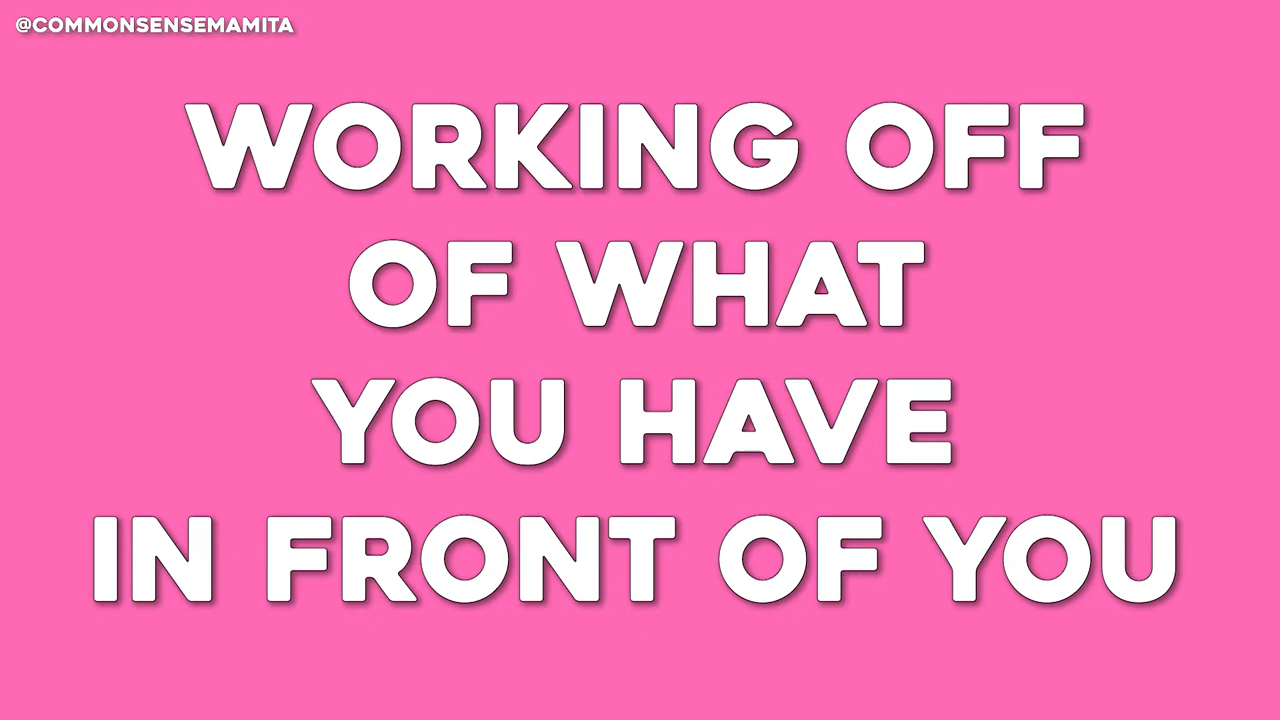 @COMMONSENSEMAMITA
WORKING OFF
OF WHAT
YOU HAVE
IN FRONT OF YOU